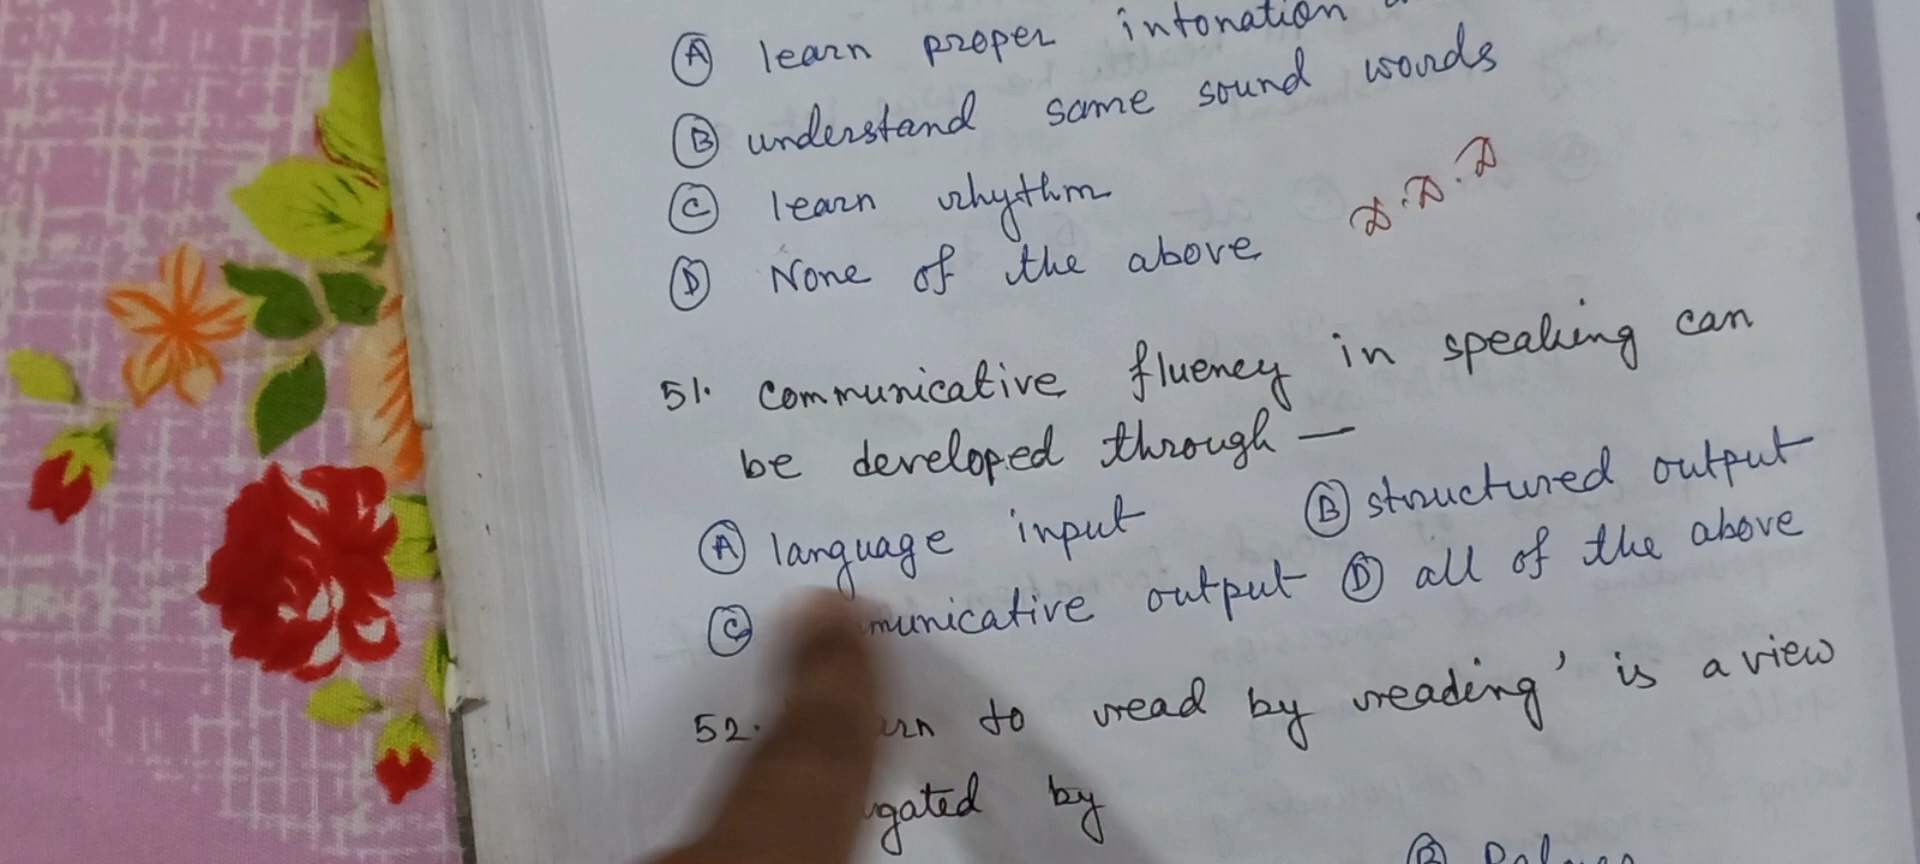 Ⓐ learn proper intonation
Ⓑ understand same sound words
Ⓒ learn rhythm
Ⓓ None of the above
51. Communicative fluency in speaking can
be developed through —
Ⓐ language input Ⓑ structured output
Ⓒ municative output Ⓓ all of the above
52. to read by reading' is a view
gated by
Ⓑ